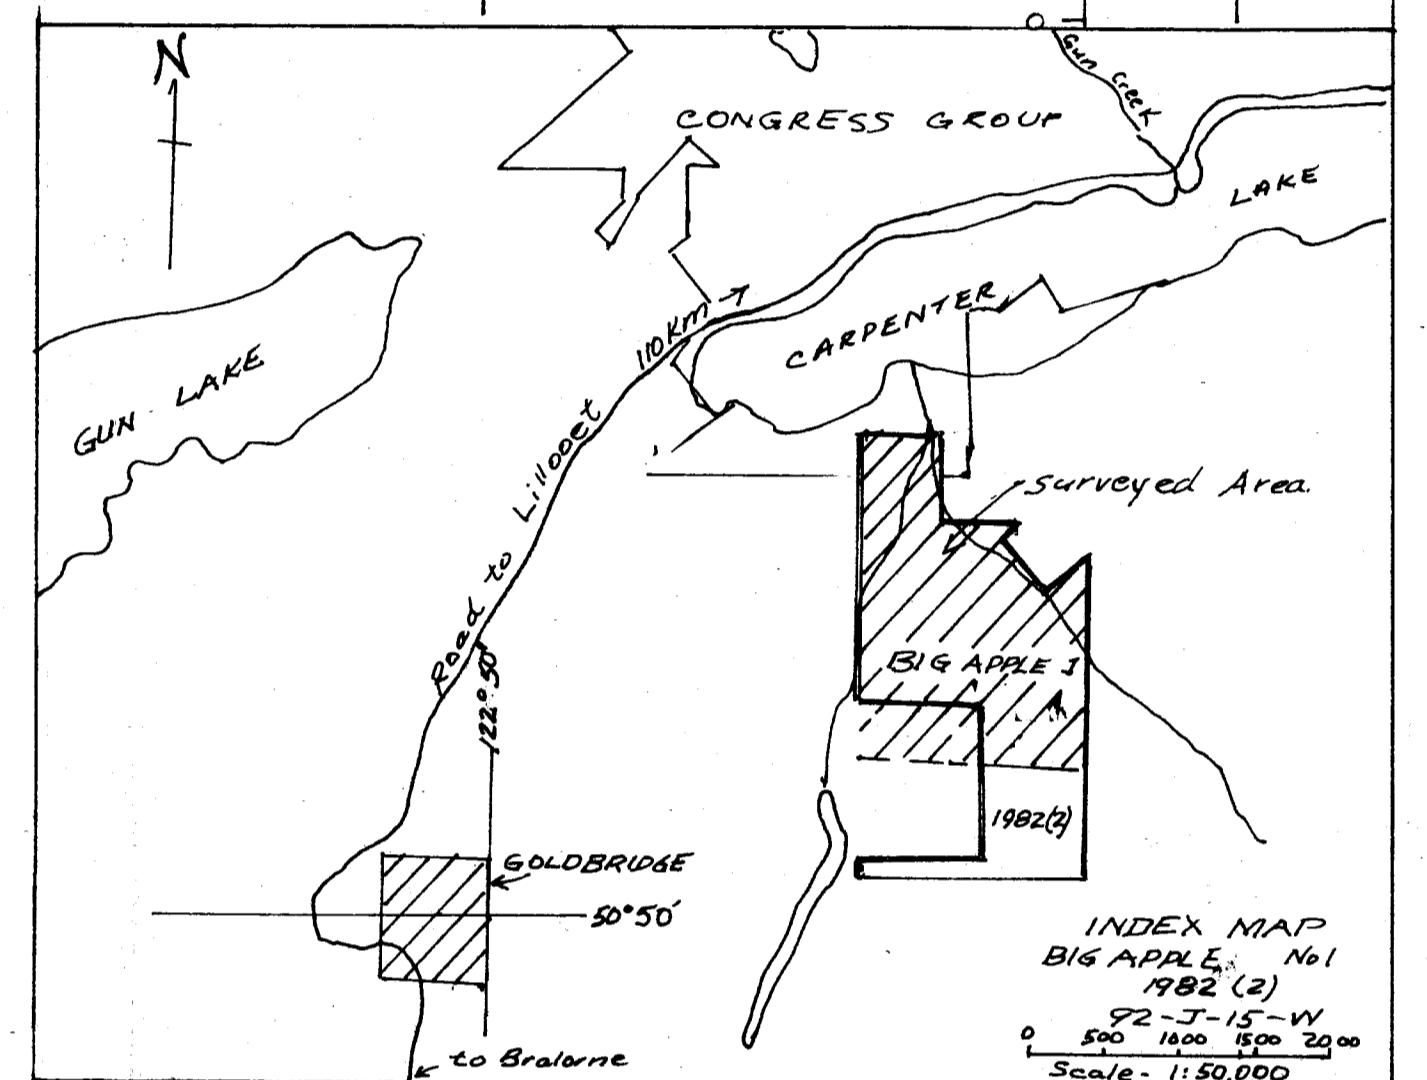 N
Gun Creek
CONGRESS GROUP
LAKE
110 Km
CARPENTER
GUN LAKE
Road to Lillooet
Surveyed Area.
122°50'
BIG APPLE 1
1982(2)
GOLDBRIDGE
50°50'
INDEX MAP
BIG APPLE No1
1982 (2)
92-J-15-W
0 500 1000 1500 2000
Scale - 1:50,000
to Bralorne